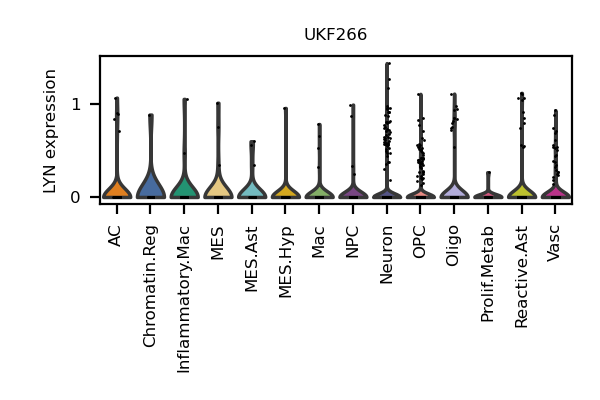 UKF266
LYN expression
1
0
AC
Chromatin.Reg
Inflammatory.Mac
MES
MES.Ast
MES.Hyp
Mac
NPC
Neuron
OPC
Oligo
Prolif.Metab
Reactive.Ast
Vasc